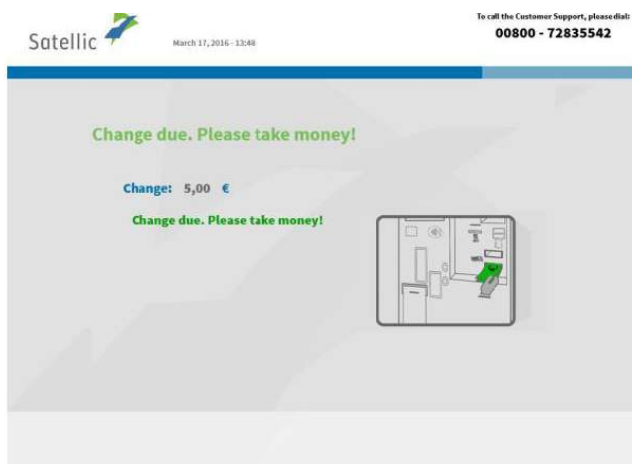 To call the Customer Support, please dial:
00800 - 72835542
Satellic
March 17, 2016 - 13:48
Change due. Please take money!
Change: 5,00 €
Change due. Please take money!